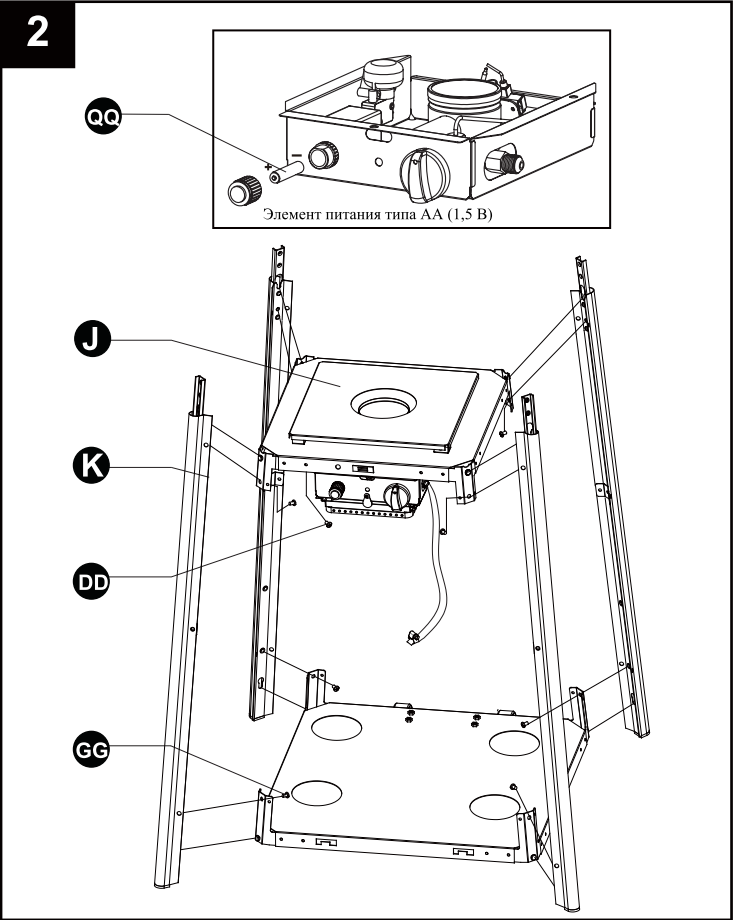 2
QQ
+ −
Элемент питания типа АА (1,5 В)
J
K
DD
GG